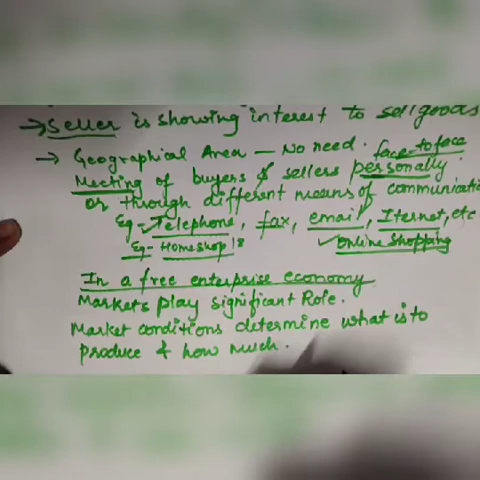 → Seller is showing interest to sell goods
→ Geographical Area — No need. face to face
Meeting of buyers & sellers personally
or through different means of communicatio
Eg - Telephone, fax, email, Iternet, etc
Eg - Homeshop 18 ✓ online shopping
In a free enterprise economy
Markets play significant Role.
Market conditions determine what is to
produce & how much.